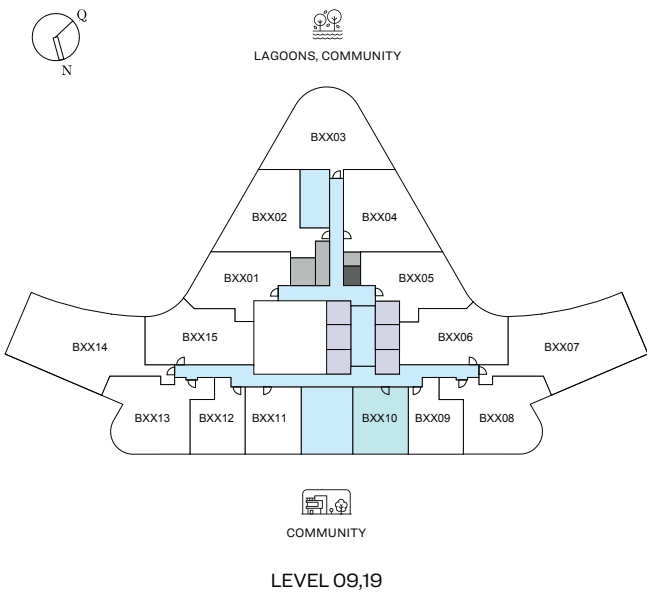 Q
N
LAGOONS, COMMUNITY
BXX03
BXX02
BXX04
BXX01
BXX05
BXX14
BXX15
BXX06
BXX07
BXX13
BXX12
BXX11
BXX10
BXX09
BXX08
COMMUNITY
LEVEL 09,19